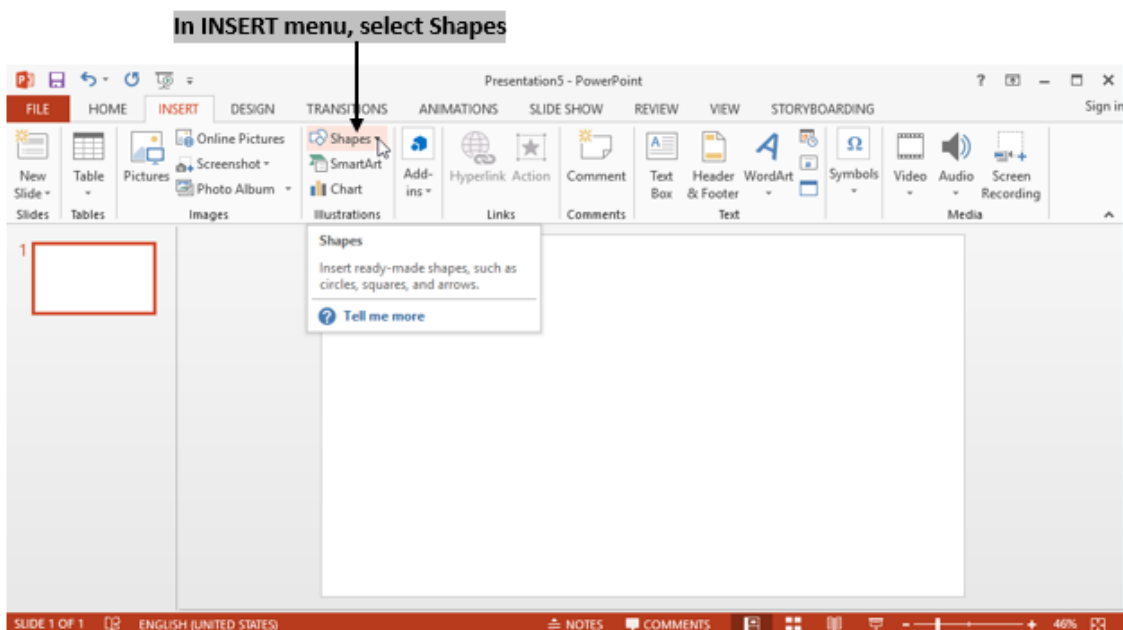 In INSERT menu, select Shapes
Presentation5 - PowerPoint
FILE HOME INSERT DESIGN TRANSITIONS ANIMATIONS SLIDE SHOW REVIEW VIEW STORYBOARDING Sign in
New Slide
Table
Pictures
Online Pictures
Screenshot
Photo Album
Shapes
SmartArt
Chart
Add-ins
Hyperlink
Action
Comment
Text Box
Header & Footer
WordArt
Symbols
Video
Audio
Screen Recording
Slides Tables Images Illustrations Links Comments Text Media
1
Shapes
Insert ready-made shapes, such as
circles, squares, and arrows.
Tell me more
SLIDE 1 OF 1 ENGLISH (UNITED STATES) NOTES COMMENTS 46%